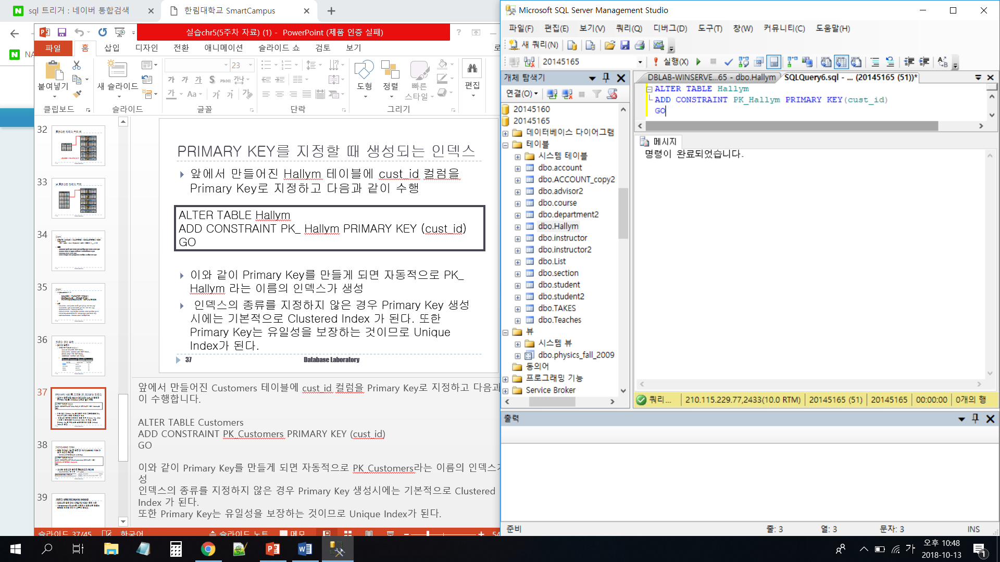 sql 트리거 : 네이버 통합검색
한림대학교 SmartCampus
NA
실습chr5(5주차 자료) (1) - PowerPoint (제품 인증 실패)
파일
홈
삽입
디자인
전환
애니메이션
슬라이드 쇼
검토
보기
로
붙여넣기
새 슬라이드
23
가 가 가 S 가나다 가나
가 Aa 가 가
도형
정렬
빠른
스타일
편집
클립보드
슬라이드
글꼴
단락
그리기
32
33
34
35
36
37
38
39
PRIMARY KEY를 지정할 때 생성되는 인덱스
앞에서 만들어진 Hallym 테이블에 cust_id 컬럼을
Primary Key로 지정하고 다음과 같이 수행
ALTER TABLE Hallym
ADD CONSTRAINT PK_ Hallym PRIMARY KEY (cust_id)
GO
이와 같이 Primary Key를 만들게 되면 자동적으로 PK_
Hallym 라는 이름의 인덱스가 생성
인덱스의 종류를 지정하지 않은 경우 Primary Key 생성
시에는 기본적으로 Clustered Index 가 된다. 또한
Primary Key는 유일성을 보장하는 것이므로 Unique
Index가 된다.
37
Database Laboratory
앞에서 만들어진 Customers 테이블에 cust_id 컬럼을 Primary Key로 지정하고 다음과
이 수행합니다.
ALTER TABLE Customers
ADD CONSTRAINT PK_Customers PRIMARY KEY (cust_id)
GO
이와 같이 Primary Key를 만들게 되면 자동적으로 PK_Customers라는 이름의 인덱스가
성
인덱스의 종류를 지정하지 않은 경우 Primary Key 생성시에는 기본적으로 Clustered
Index 가 된다.
또한 Primary Key는 유일성을 보장하는 것이므로 Unique Index가 된다.
슬라이드 37/45
한국어
슬라이드 노트
메모
54
Microsoft SQL Server Management Studio
파일(F)
편집(E)
보기(V)
쿼리(Q)
디버그(D)
도구(T)
창(W)
커뮤니티(C)
도움말(H)
새 쿼리(N)
20145165
실행(X)
개체 탐색기
연결(O)
20145160
20145165
데이터베이스 다이어그램
테이블
시스템 테이블
dbo.account
dbo.ACCOUNT_copy2
dbo.advisor2
dbo.course
dbo.department2
dbo.Hallym
dbo.instructor
dbo.instructor2
dbo.List
dbo.section
dbo.student
dbo.student2
dbo.TAKES
dbo.Teaches
뷰
시스템 뷰
dbo.physics_fall_2009
동의어
프로그래밍 기능
Service Broker
DBLAB-WINSERVE...65 - dbo.Hallym
SQLQuery6.sql - ... (20145165 (51))*
ALTER TABLE Hallym
ADD CONSTRAINT PK_Hallym PRIMARY KEY(cust_id)
GO
메시지
명령이 완료되었습니다.
쿼리...
210.115.229.77,2433(10.0 RTM)
20145165 (51)
20145165
00:00:00
0개의 행
출력
준비
줄: 3
열: 3
문자: 3
INS
가
오후 10:48
2018-10-13
1